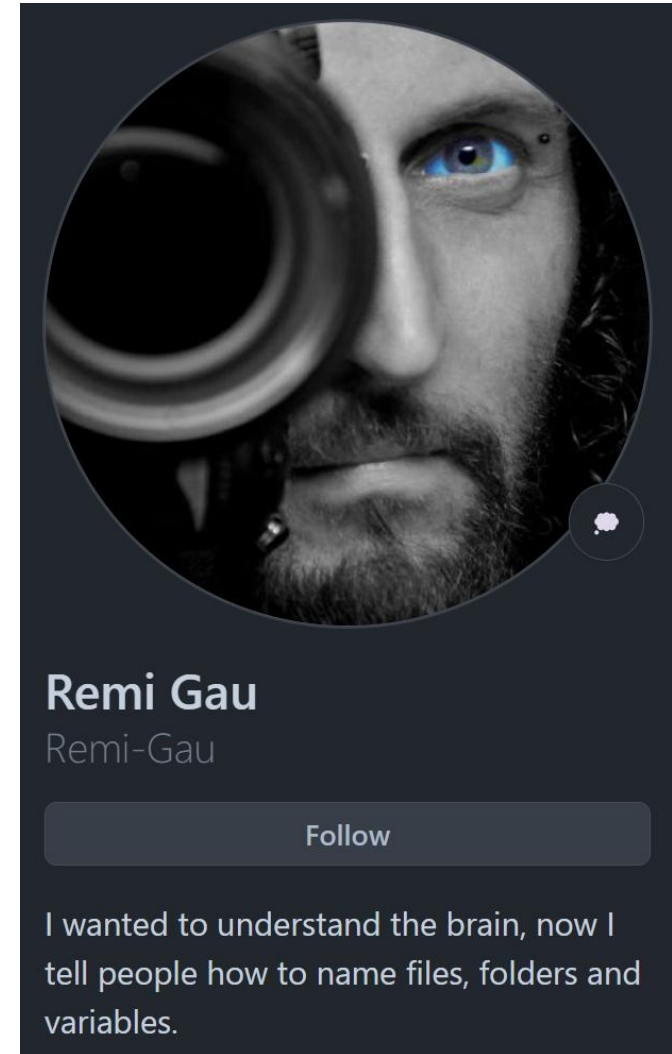 Remi Gau
Remi-Gau
Follow
I wanted to understand the brain, now I
tell people how to name files, folders and
variables.